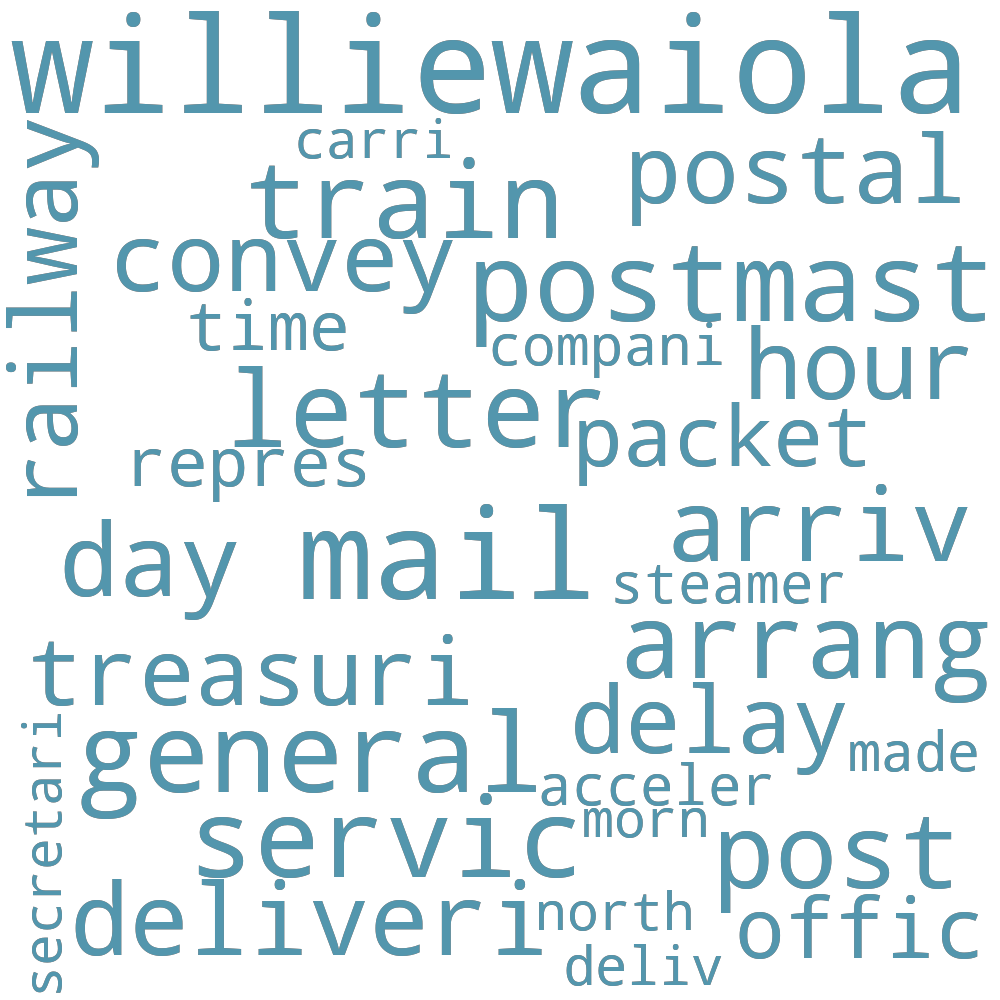 williewaiola
carri
postal
railway
train
convey
postmast
time
compani
hour
letter
packet
repres
arriv
day
mail
steamer
arrang
treasuri
delay
general
made
secretari
acceler
morn
servic
post
deliveri
north
offic
deliv